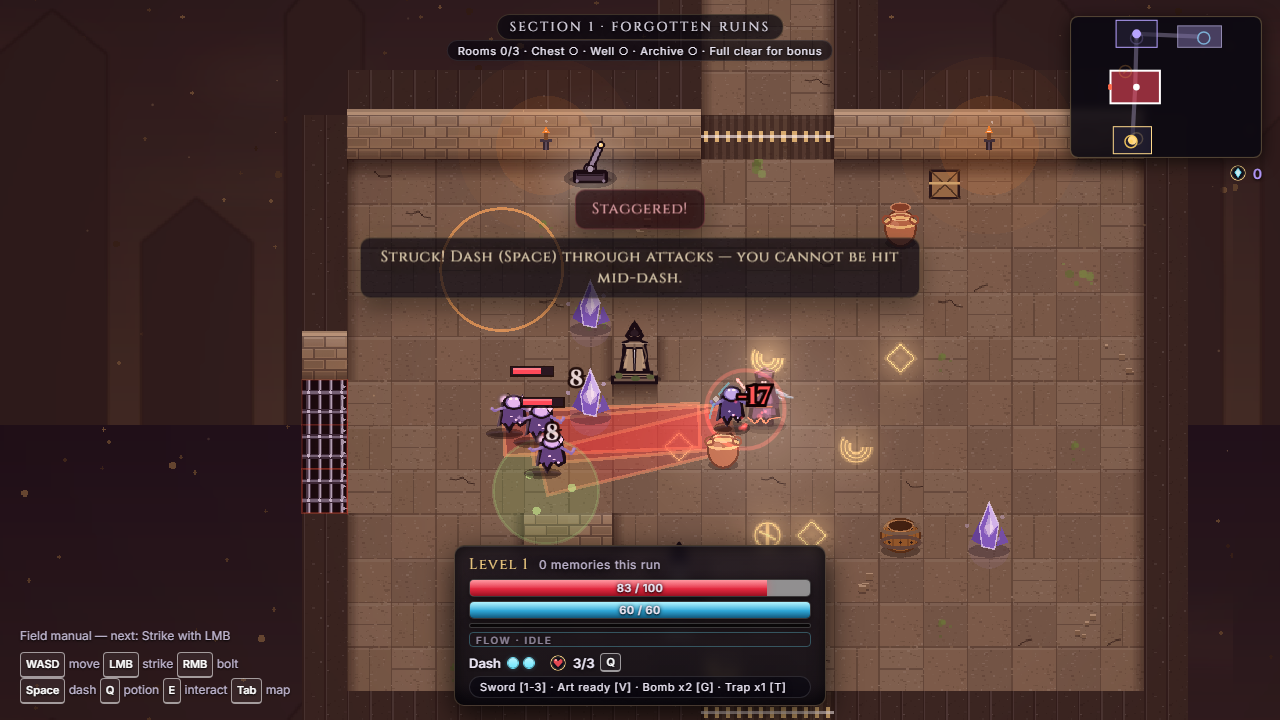 SECTION 1 · FORGOTTEN RUINS
Rooms 0/3 · Chest ○ · Well ○ · Archive ○ · Full clear for bonus
0
STAGGERED!
STRUCK! DASH (SPACE) THROUGH ATTACKS — YOU CANNOT BE HIT
MID-DASH.
8
-17
8
LEVEL 1 0 memories this run
83 / 100
60 / 60
FLOW · IDLE
Dash 3/3 Q
Sword [1-3] · Art ready [V] · Bomb x2 [G] · Trap x1 [T]
Field manual — next: Strike with LMB
WASD move LMB strike RMB bolt
Space dash Q potion E interact Tab map